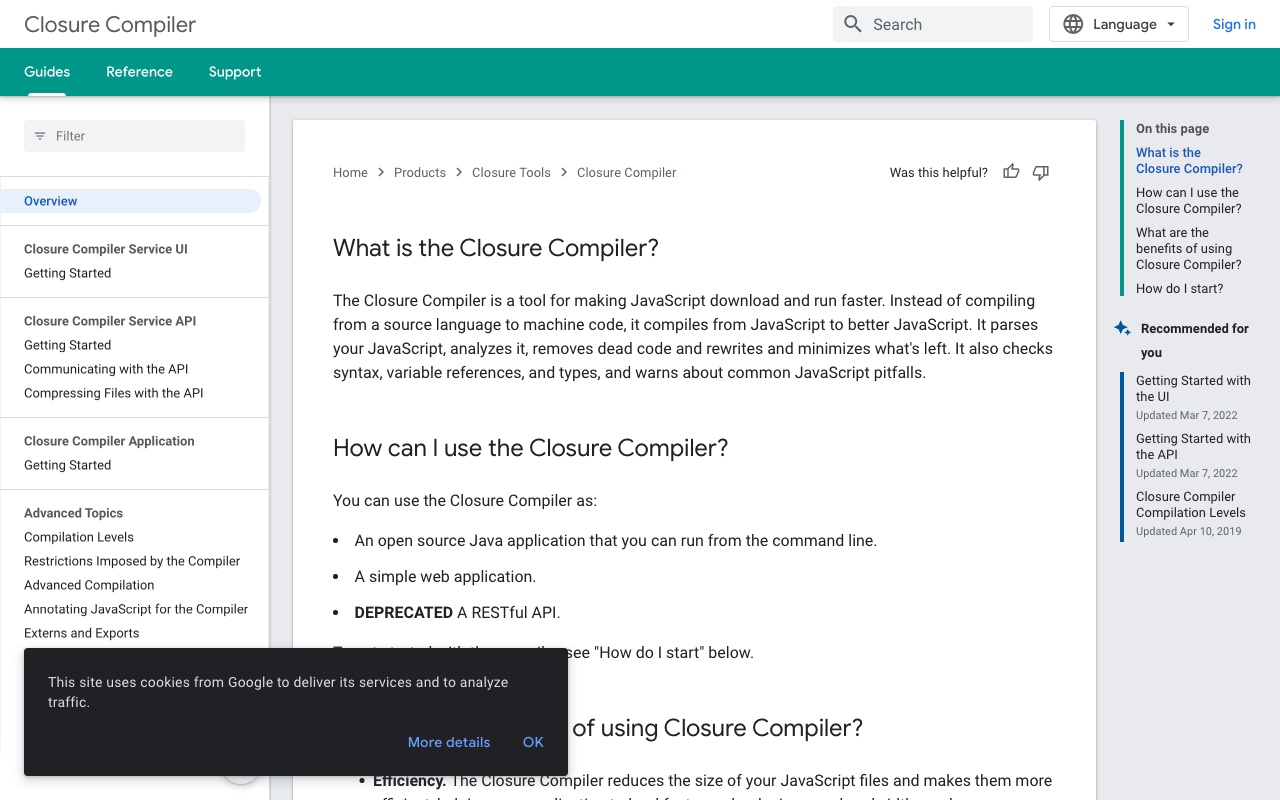 Closure Compiler
Search
Language
Sign in
Guides
Reference
Support
Filter
Overview
Closure Compiler Service UI
Getting Started
Closure Compiler Service API
Getting Started
Communicating with the API
Compressing Files with the API
Closure Compiler Application
Getting Started
Advanced Topics
Compilation Levels
Restrictions Imposed by the Compiler
Advanced Compilation
Annotating JavaScript for the Compiler
Externs and Exports
Home > Products > Closure Tools > Closure Compiler
Was this helpful?
What is the Closure Compiler?
The Closure Compiler is a tool for making JavaScript download and run faster. Instead of compiling
from a source language to machine code, it compiles from JavaScript to better JavaScript. It parses
your JavaScript, analyzes it, removes dead code and rewrites and minimizes what's left. It also checks
syntax, variable references, and types, and warns about common JavaScript pitfalls.
How can I use the Closure Compiler?
You can use the Closure Compiler as:
• An open source Java application that you can run from the command line.
• A simple web application.
• DEPRECATED A RESTful API.
see "How do I start" below.
of using Closure Compiler?
• Efficiency. The Closure Compiler reduces the size of your JavaScript files and makes them more
This site uses cookies from Google to deliver its services and to analyze
traffic.
More details
OK
On this page
What is the
Closure Compiler?
How can I use the
Closure Compiler?
What are the
benefits of using
Closure Compiler?
How do I start?
Recommended for
you
Getting Started with
the UI
Updated Mar 7, 2022
Getting Started with
the API
Updated Mar 7, 2022
Closure Compiler
Compilation Levels
Updated Apr 10, 2019